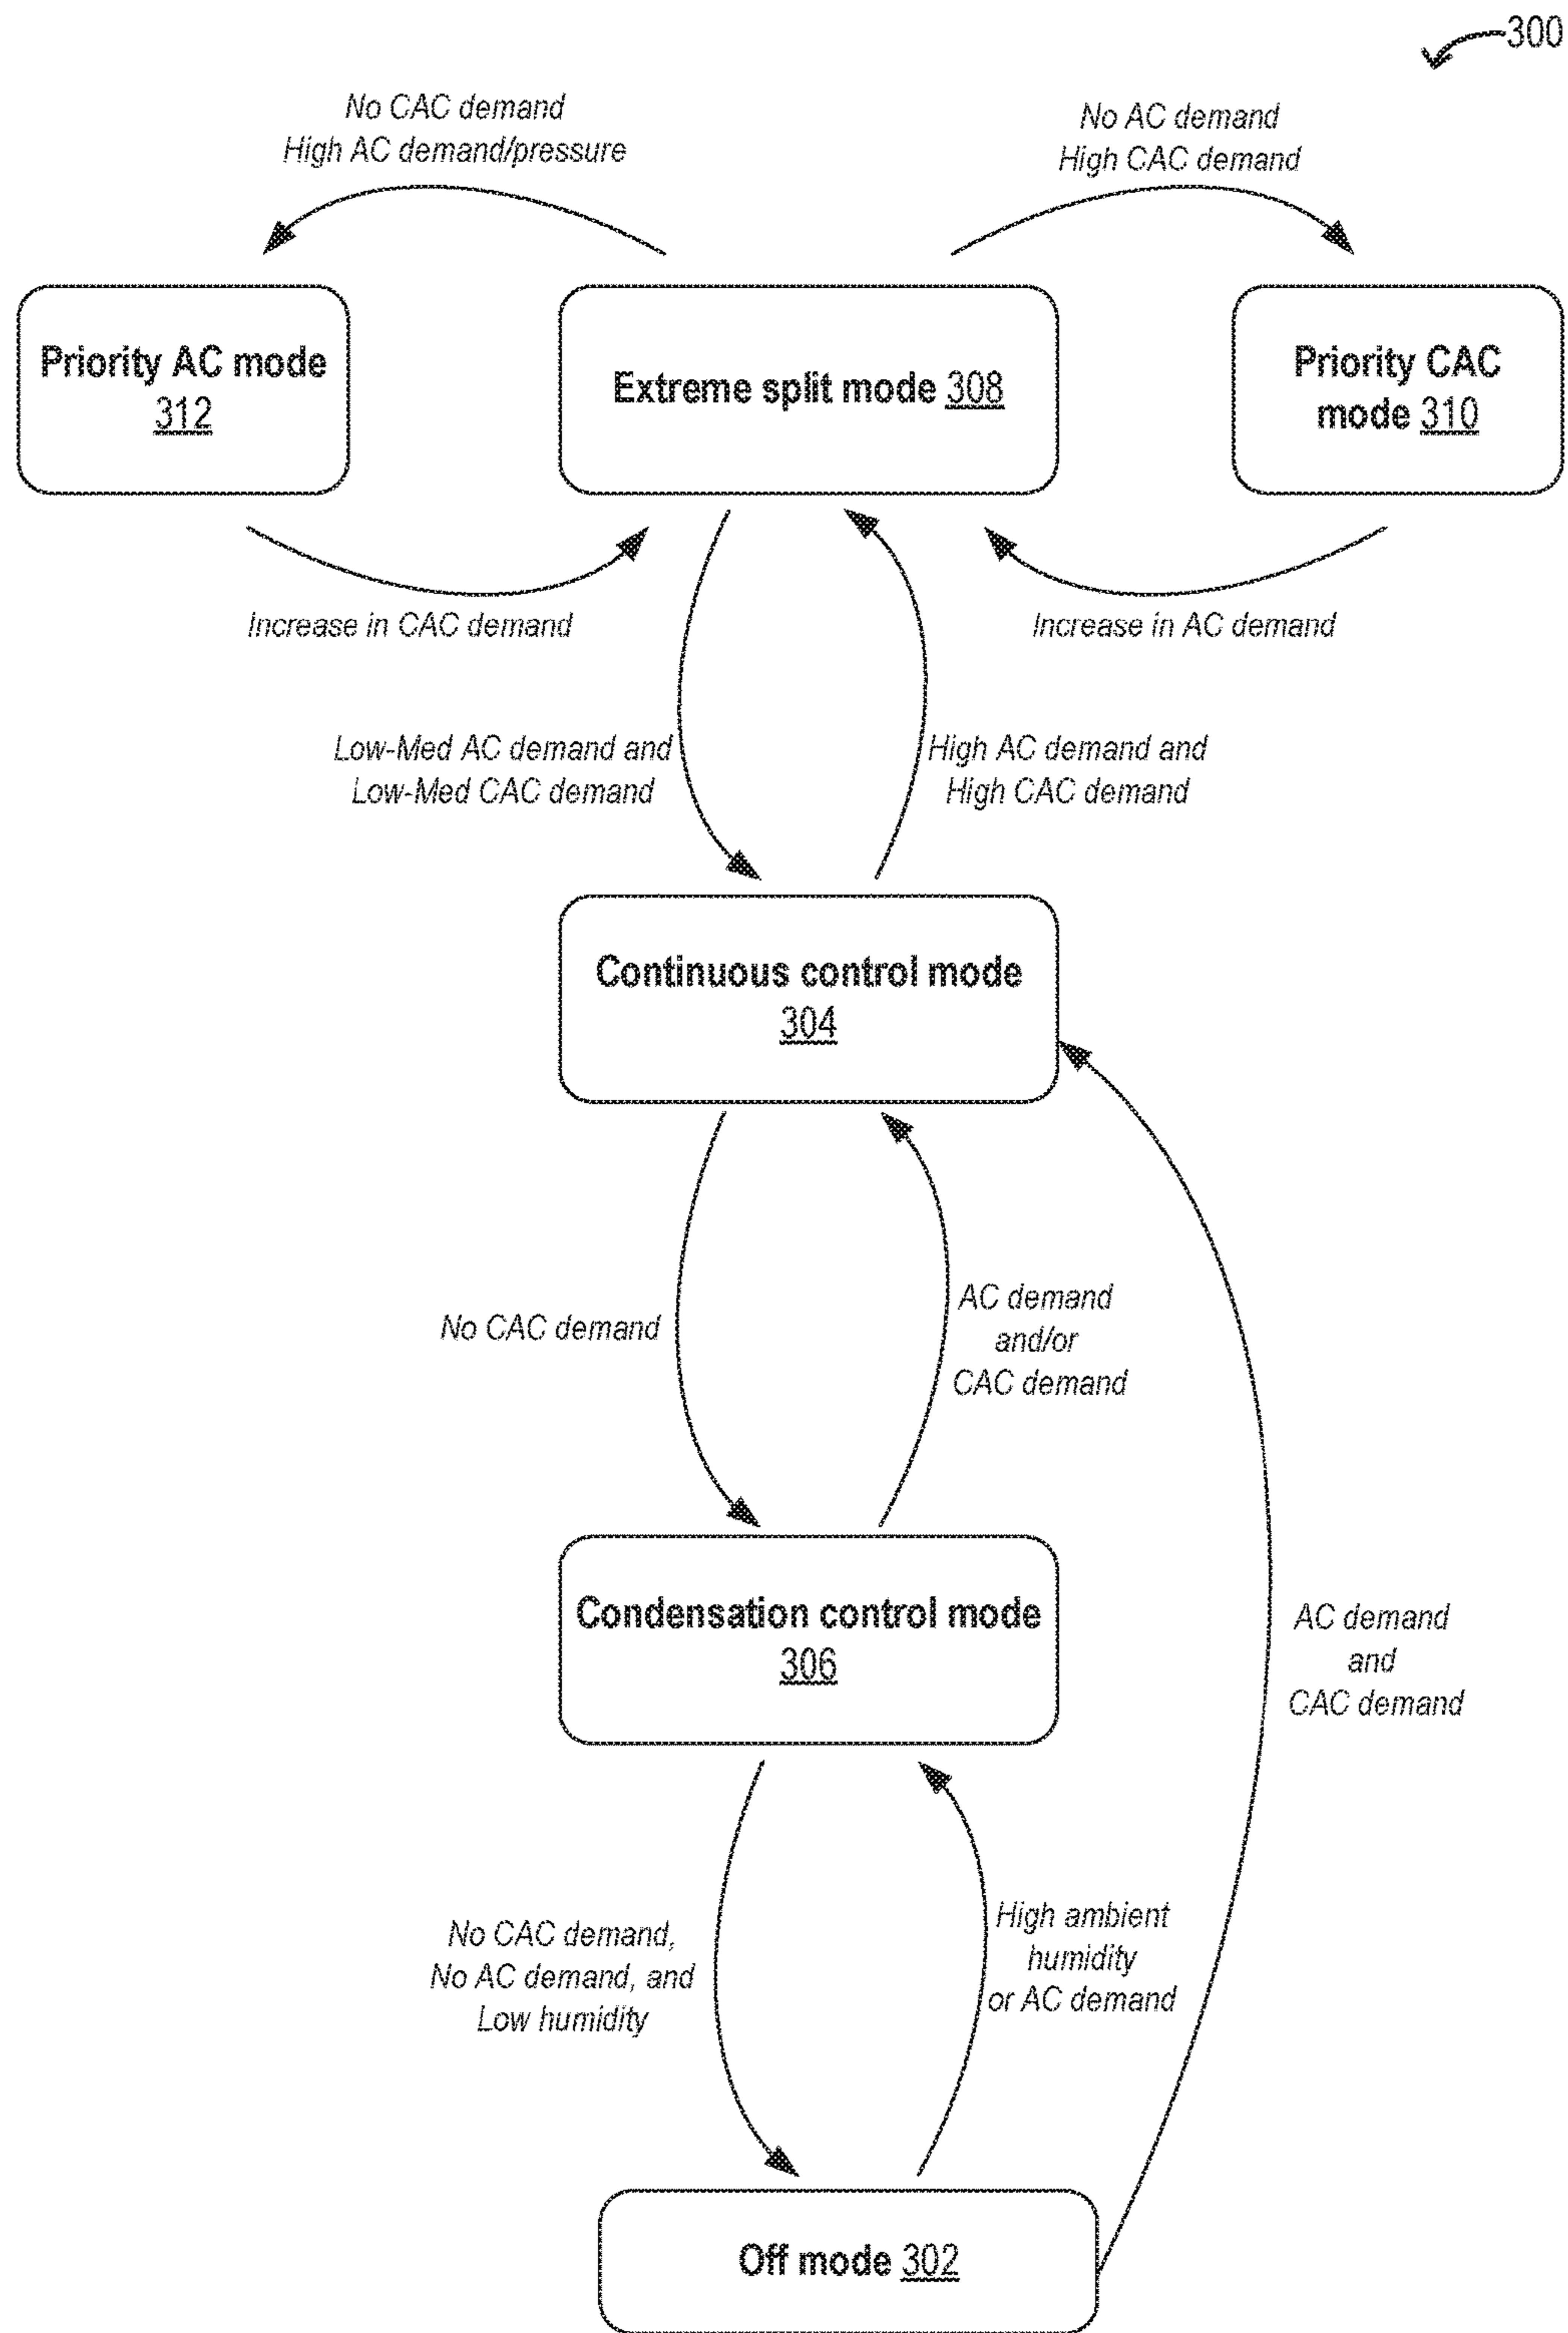 300
No CAC demand
High AC demand/pressure
No AC demand
High CAC demand
Priority AC mode
312
Extreme split mode 308
Priority CAC
mode 310
Increase in CAC demand
Increase in AC demand
Low-Med AC demand and
Low-Med CAC demand
High AC demand and
High CAC demand
Continuous control mode
304
No CAC demand
AC demand
and/or
CAC demand
Condensation control mode
306
AC demand
and
CAC demand
No CAC demand,
No AC demand, and
Low humidity
High ambient
humidity
or AC demand
Off mode 302